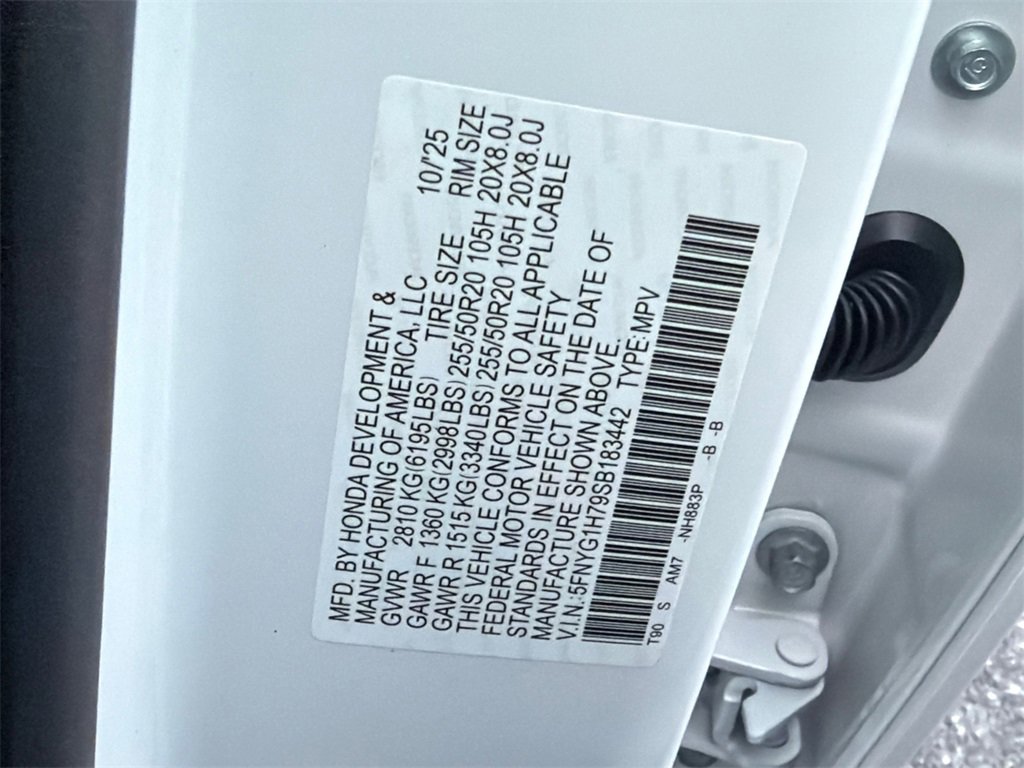 MFD. BY HONDA DEVELOPMENT &
MANUFACTURING OF AMERICA, LLC 10/'25
GVWR 2810 KG(6195LBS) TIRE SIZE RIM SIZE
GAWR F 1360 KG(2998LBS) 255/50R20 105H 20X8.0J
GAWR R 1515 KG(3340LBS) 255/50R20 105H 20X8.0J
THIS VEHICLE CONFORMS TO ALL APPLICABLE
FEDERAL MOTOR VEHICLE SAFETY
STANDARDS IN EFFECT ON THE DATE OF
MANUFACTURE SHOWN ABOVE.
V.I.N.:5FNYG1H79SB183442 TYPE:MPV
T90 S AM7 -NH883P -B -B